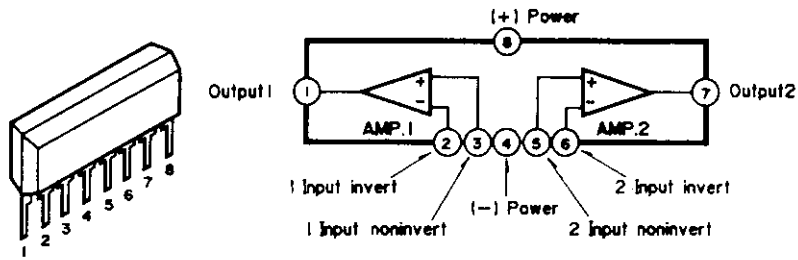 (+) Power
8
Output1
1
+
-
AMP.1
+
-
AMP.2
7
Output2
2
3
4
5
6
1 Input invert
1 Input noninvert
(-) Power
2 Input invert
2 Input noninvert
1
2
3
4
5
6
7
8